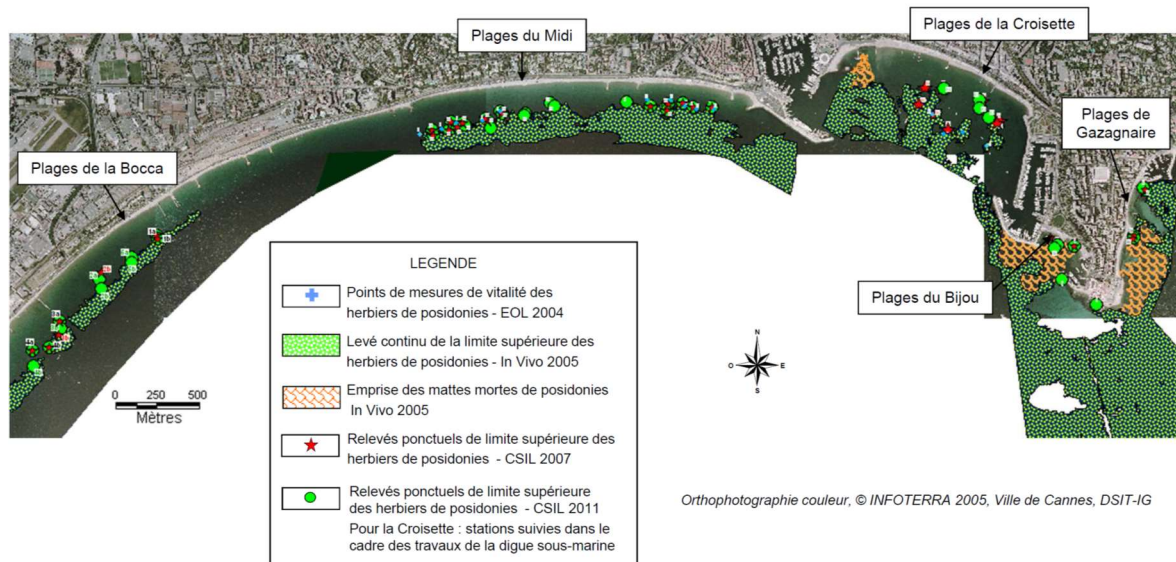 Plages de la Croisette
Plages du Midi
Plages de
Gazagnaire
Plages de la Bocca
1a
1b
LEGENDE
Points de mesures de vitalité des
herbiers de posidonies - EOL 2004
Plages du Bijou
Levé continu de la limite supérieure des
herbiers de posidonies - In Vivo 2005
N
O
E
S
0 250 500
Mètres
Emprise des mattes mortes de posidonies
In Vivo 2005
Relevés ponctuels de limite supérieure des
herbiers de posidonies - CSIL 2007
Relevés ponctuels de limite supérieure
des herbiers de posidonies - CSIL 2011
Pour la Croisette : stations suivies dans le
cadre des travaux de la digue sous-marine
Orthophotographie couleur, © INFOTERRA 2005, Ville de Cannes, DSIT-IG